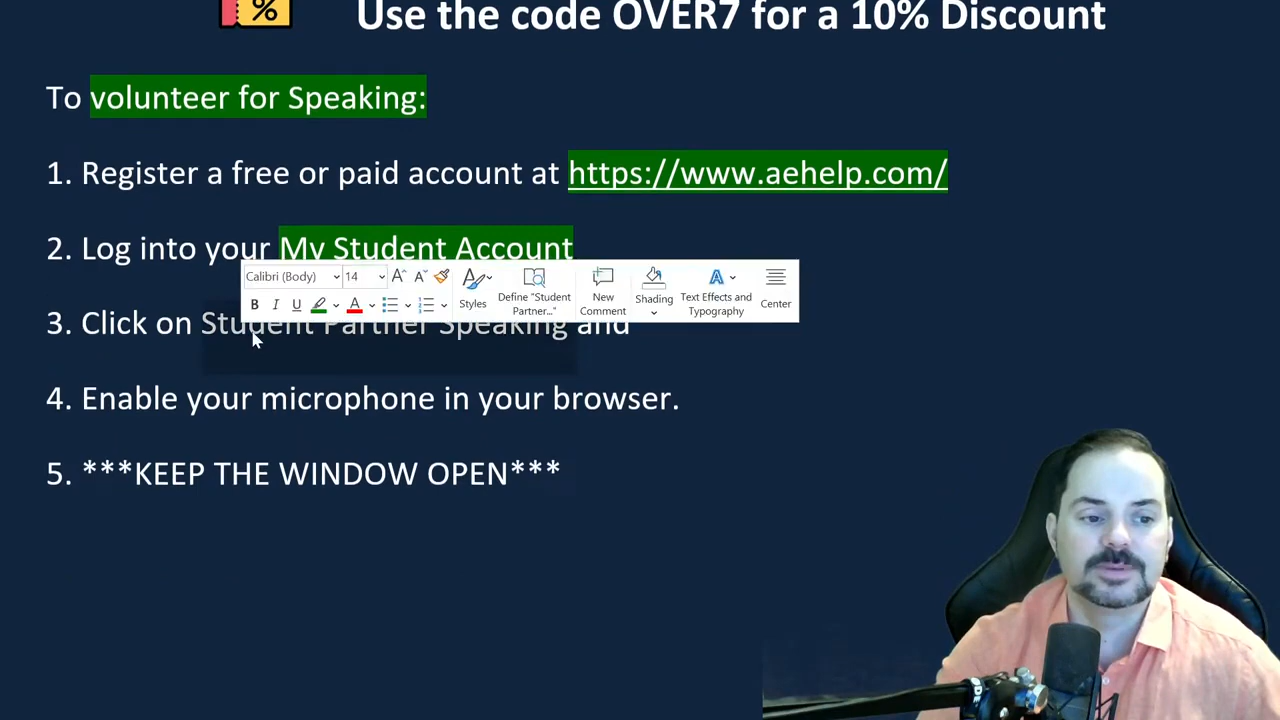 %
Use the code OVER7 for a 10% Discount
To volunteer for Speaking:
1. Register a free or paid account at https://www.aehelp.com/
2. Log into your My Student Account
Calibri (Body) 14 A A
Styles
Define "Student Partner..."
New Comment
Shading
Text Effects and Typography
Center
B I U A
3. Click on Student Partner Speaking and
4. Enable your microphone in your browser.
5. ***KEEP THE WINDOW OPEN***